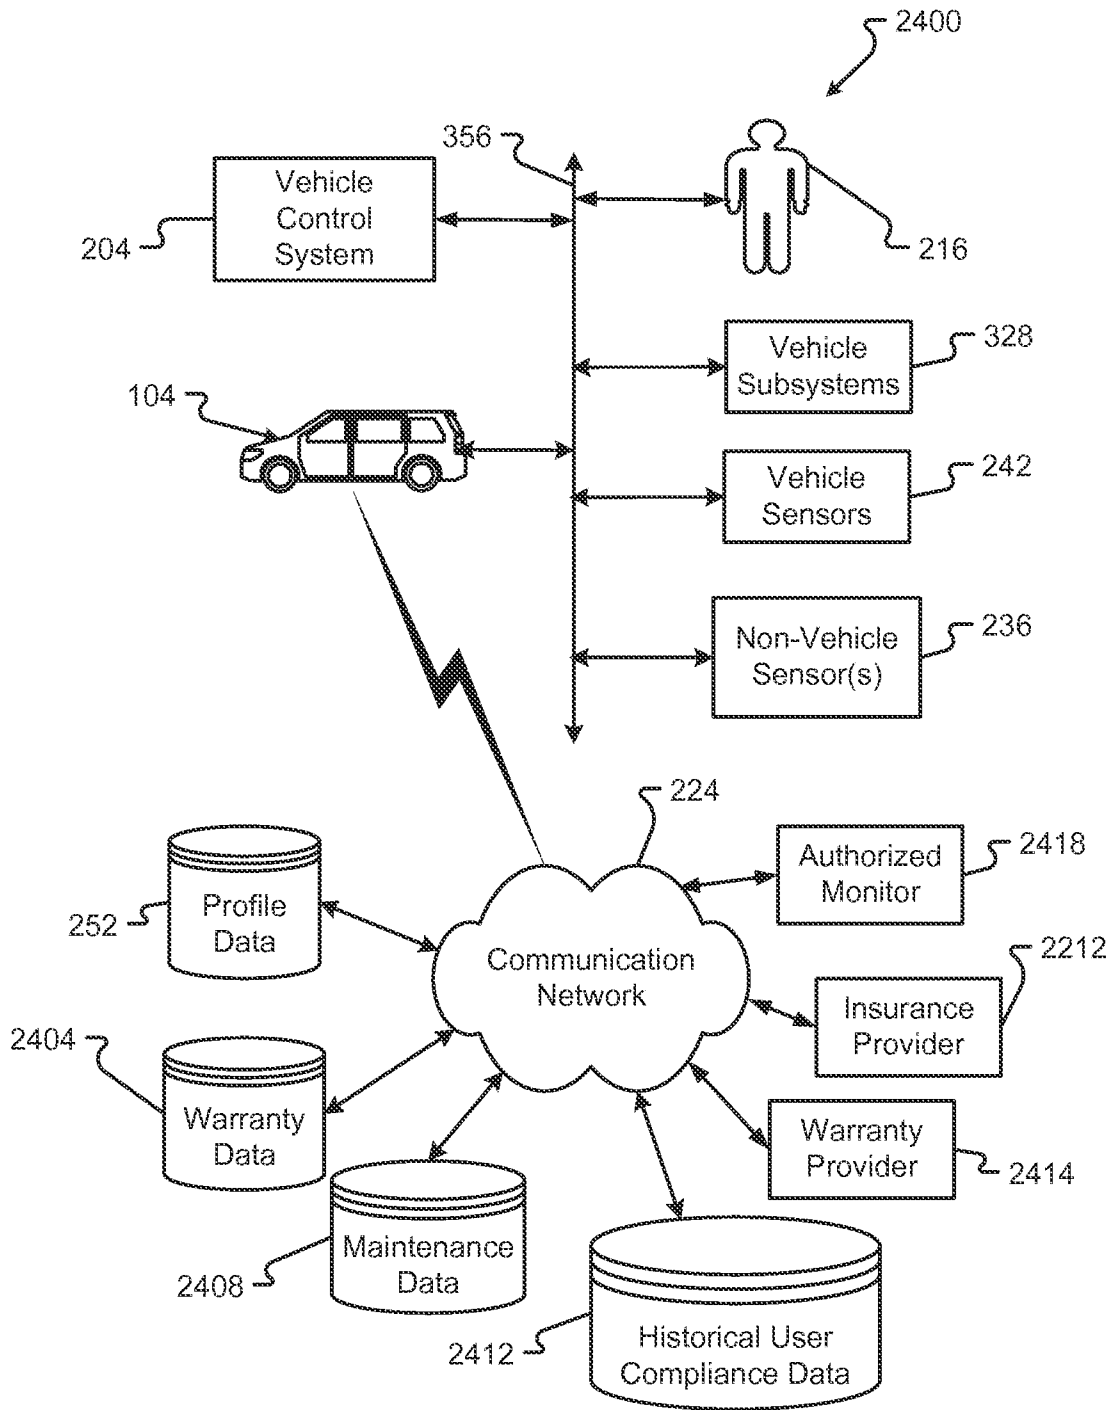 2400
356
Vehicle
Control
System
204
216
Vehicle
Subsystems
328
104
Vehicle
Sensors
242
Non-Vehicle
Sensor(s)
236
224
Authorized
Monitor
2418
Profile
Data
252
Communication
Network
2212
Insurance
Provider
2404
Warranty
Data
Warranty
Provider
2414
Maintenance
Data
2408
Historical User
Compliance Data
2412